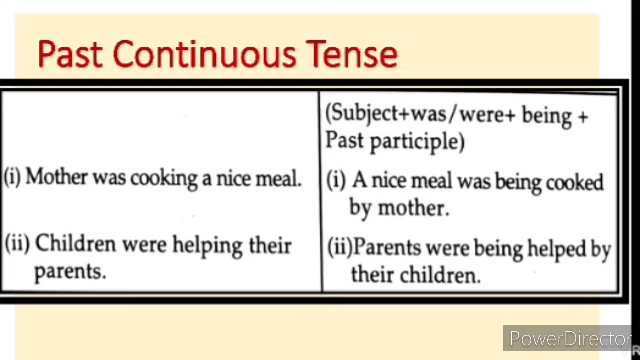 Past Continuous Tense
(Subject+was/were+ being +
Past participle)
(i) Mother was cooking a nice meal.
(i) A nice meal was being cooked
by mother.
(ii) Children were helping their
parents.
(ii)Parents were being helped by
their children.
PowerDirector